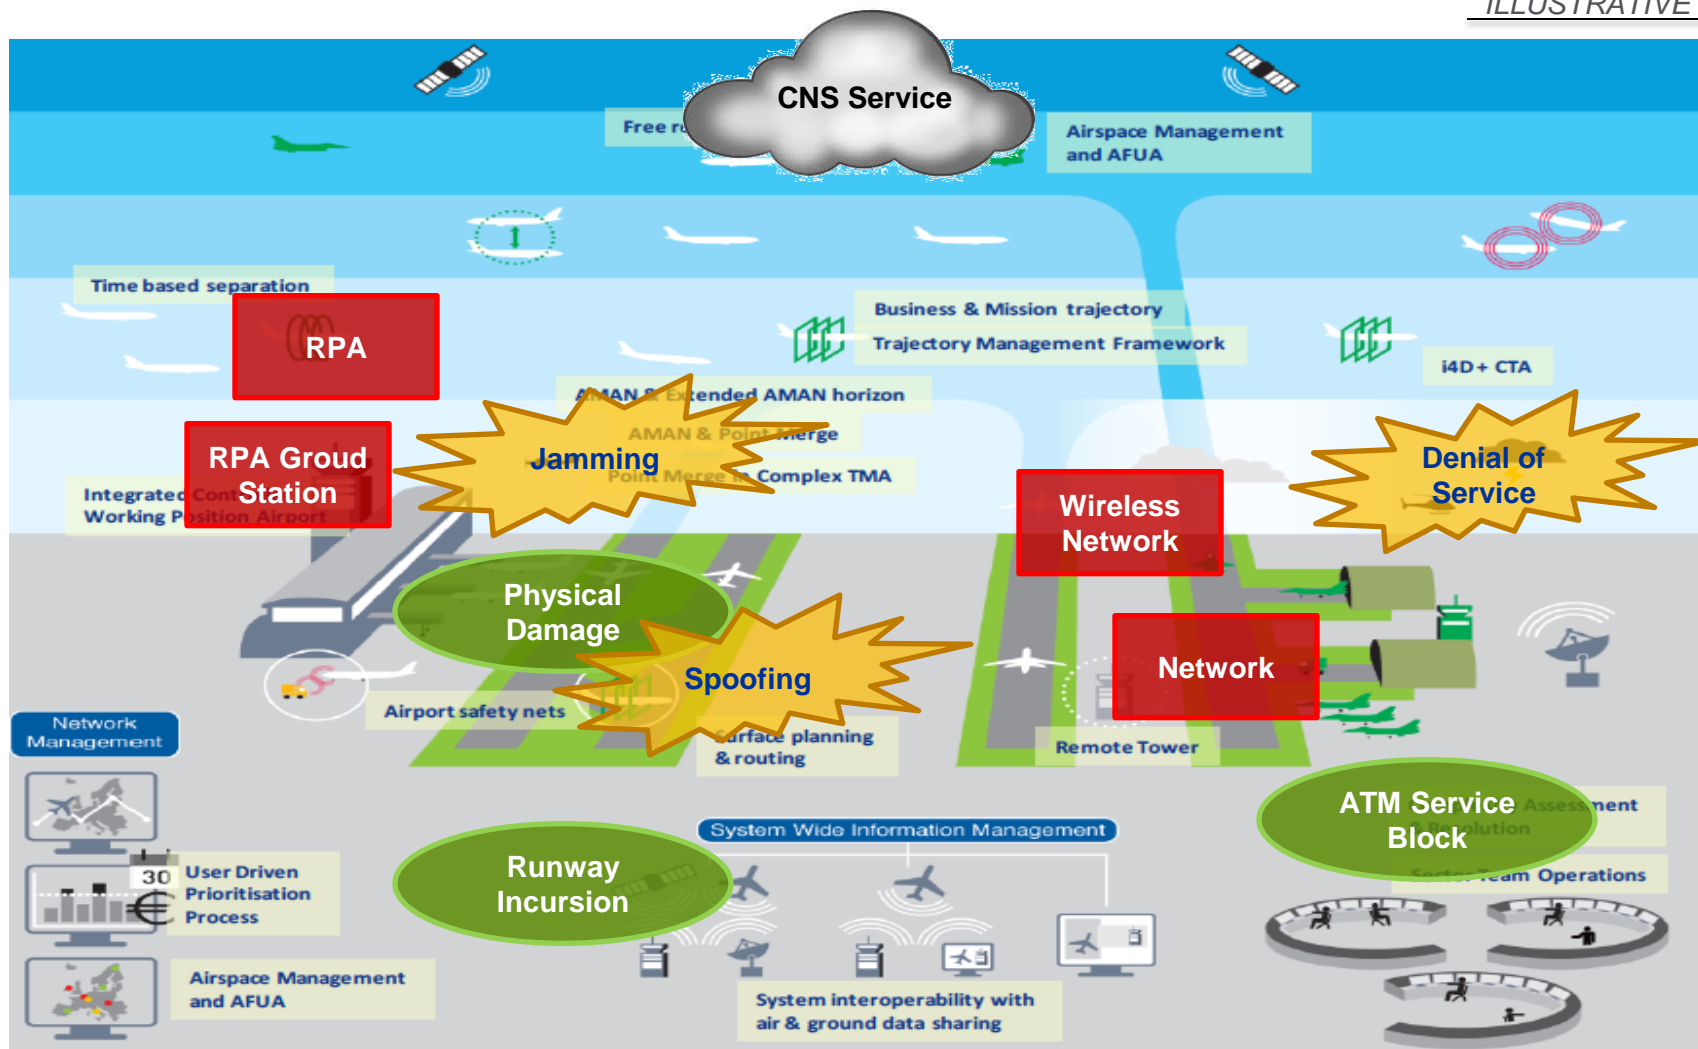 ILLUSTRATIVE
CNS Service
Free
Airspace Management
and AFUA
Time based separation
RPA
Business & Mission trajectory
Trajectory Management Framework
i4D + CTA
AMAN & Extended AMAN horizon
AMAN & Point Merge
Point Merge in Complex TMA
RPA Groud
Station
Jamming
Denial of
Service
Integrated
Working Position Airport
Wireless
Network
Physical
Damage
Spoofing
Network
Airport safety nets
Surface planning
& routing
Remote Tower
Network
Management
ATM Service
Block
Assessment
System Wide Information Management
Runway
Incursion
30
User Driven
Prioritisation
Process
Sector Team Operations
Airspace Management
and AFUA
System interoperability with
air & ground data sharing